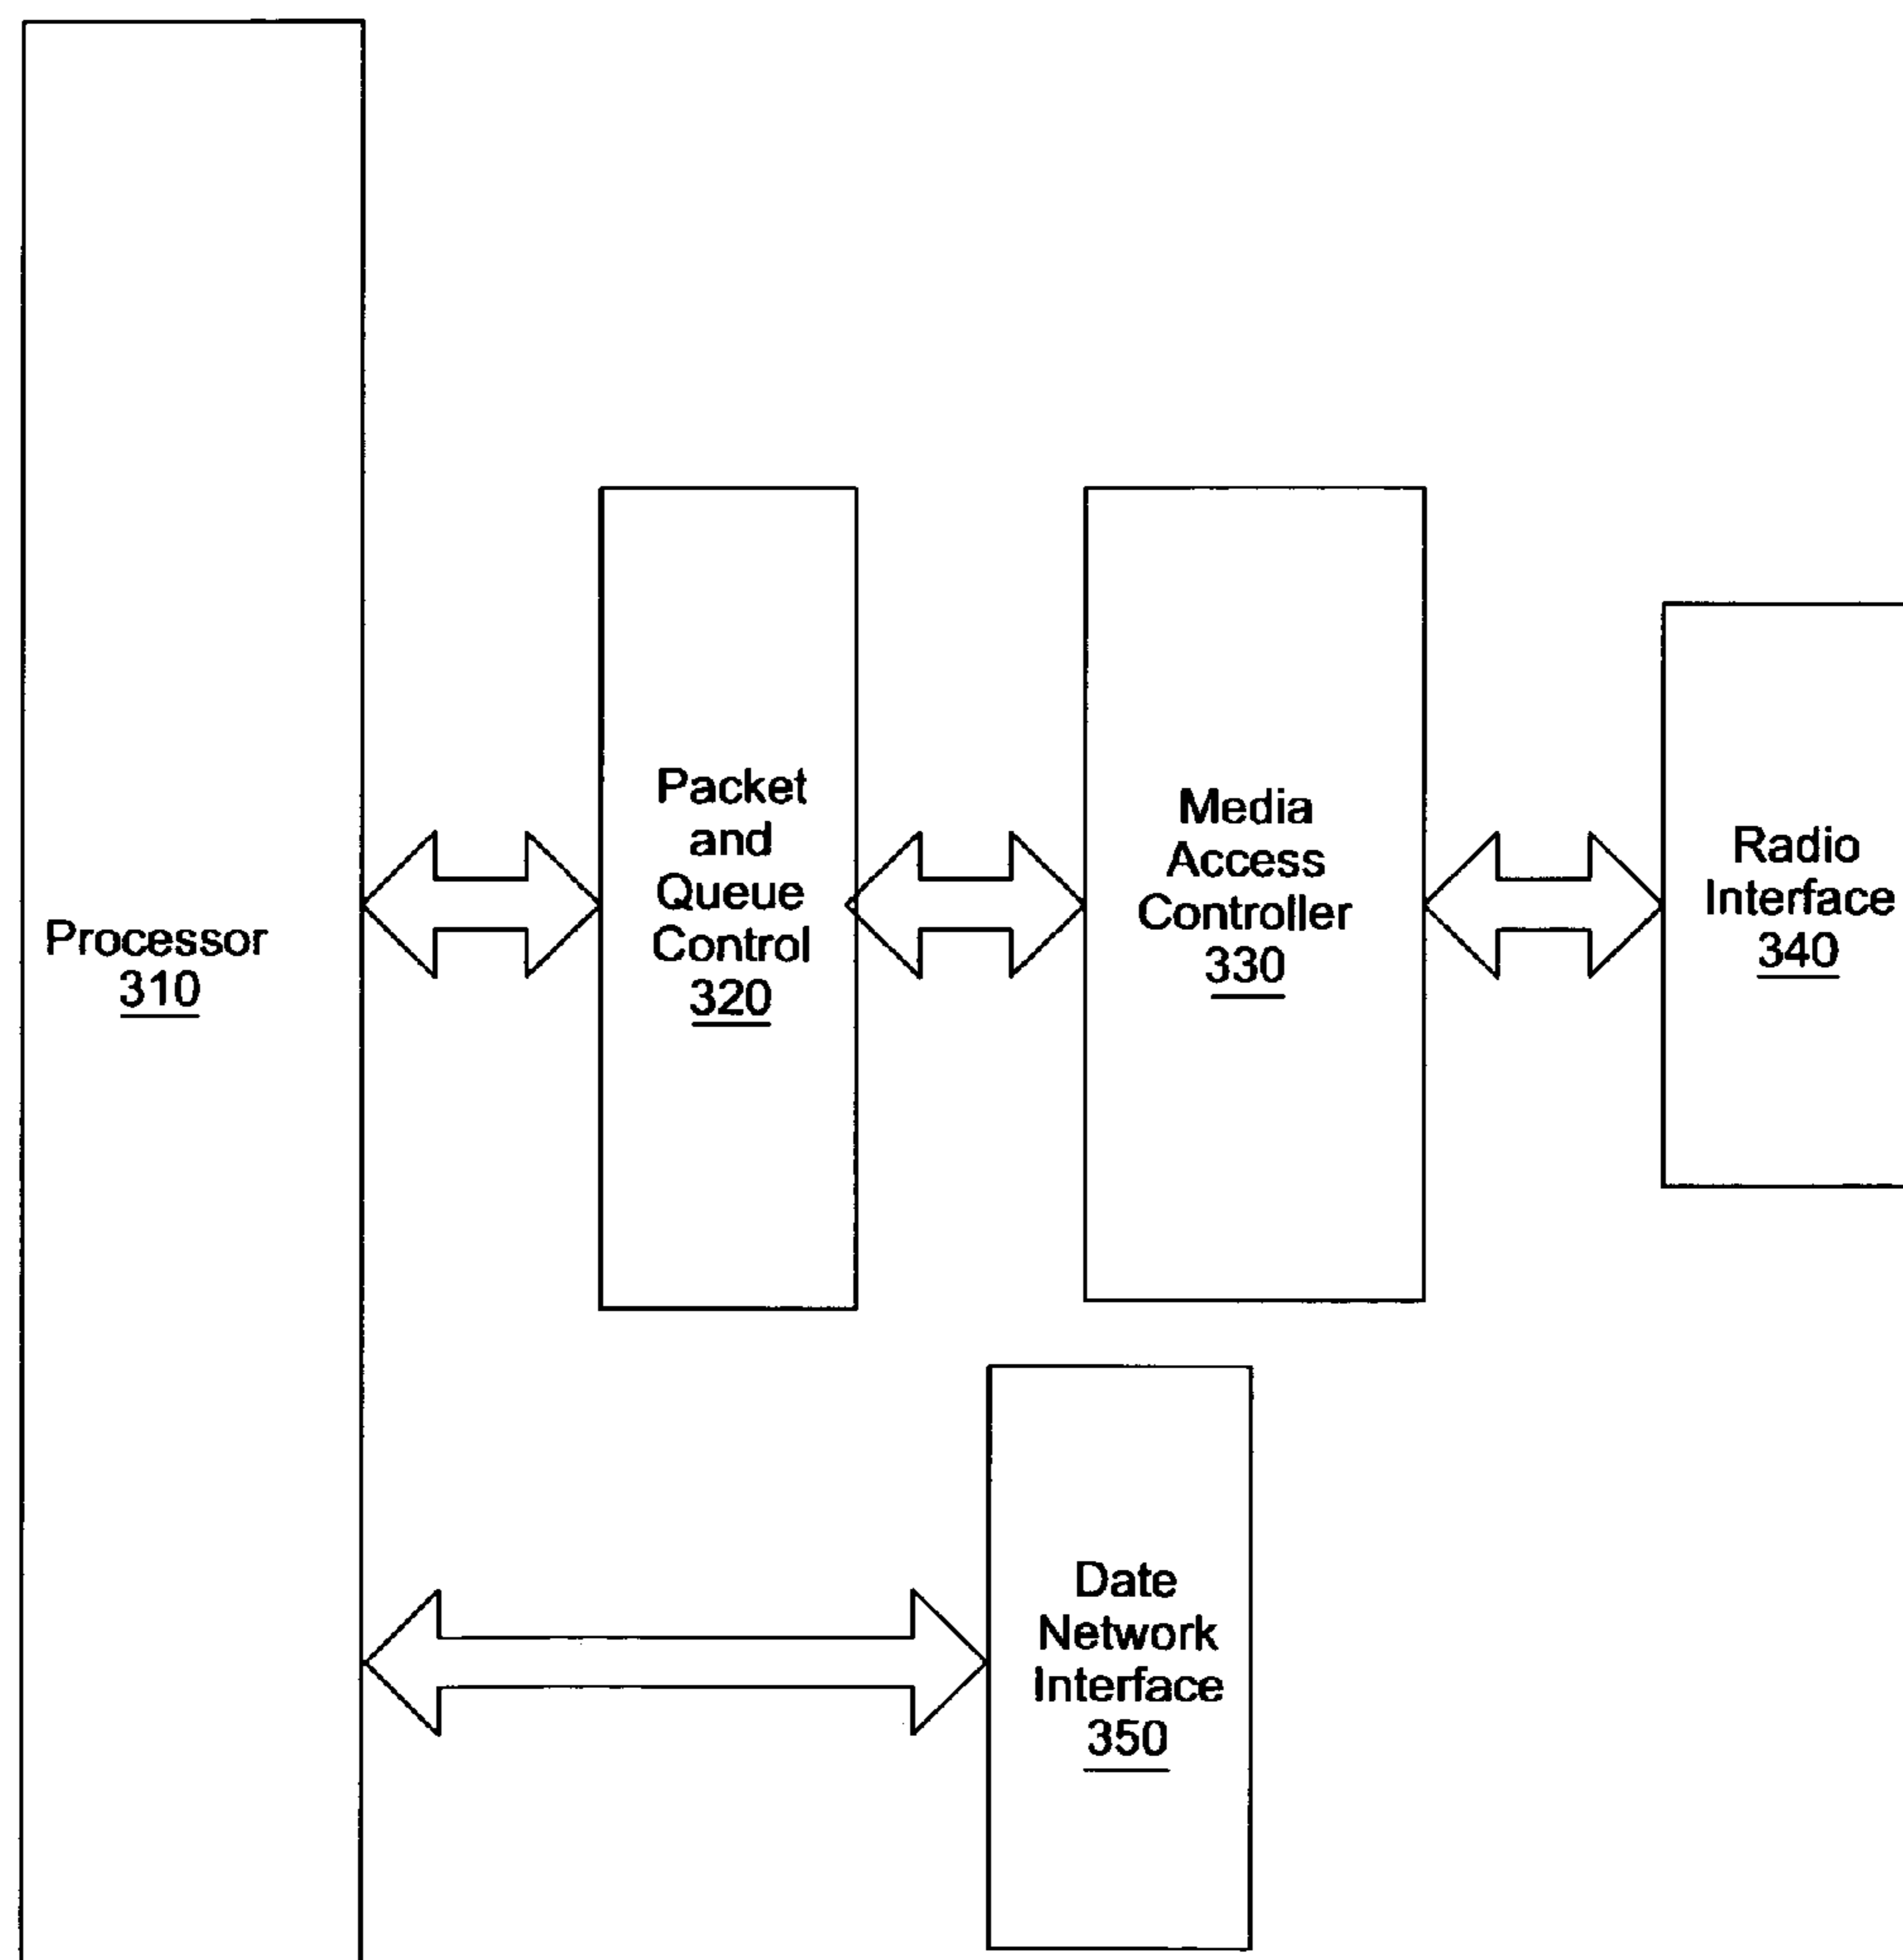 Processor
310
Packet
and
Queue
Control
320
Media
Access
Controller
330
Radio
Interface
340
Date
Network
Interface
350